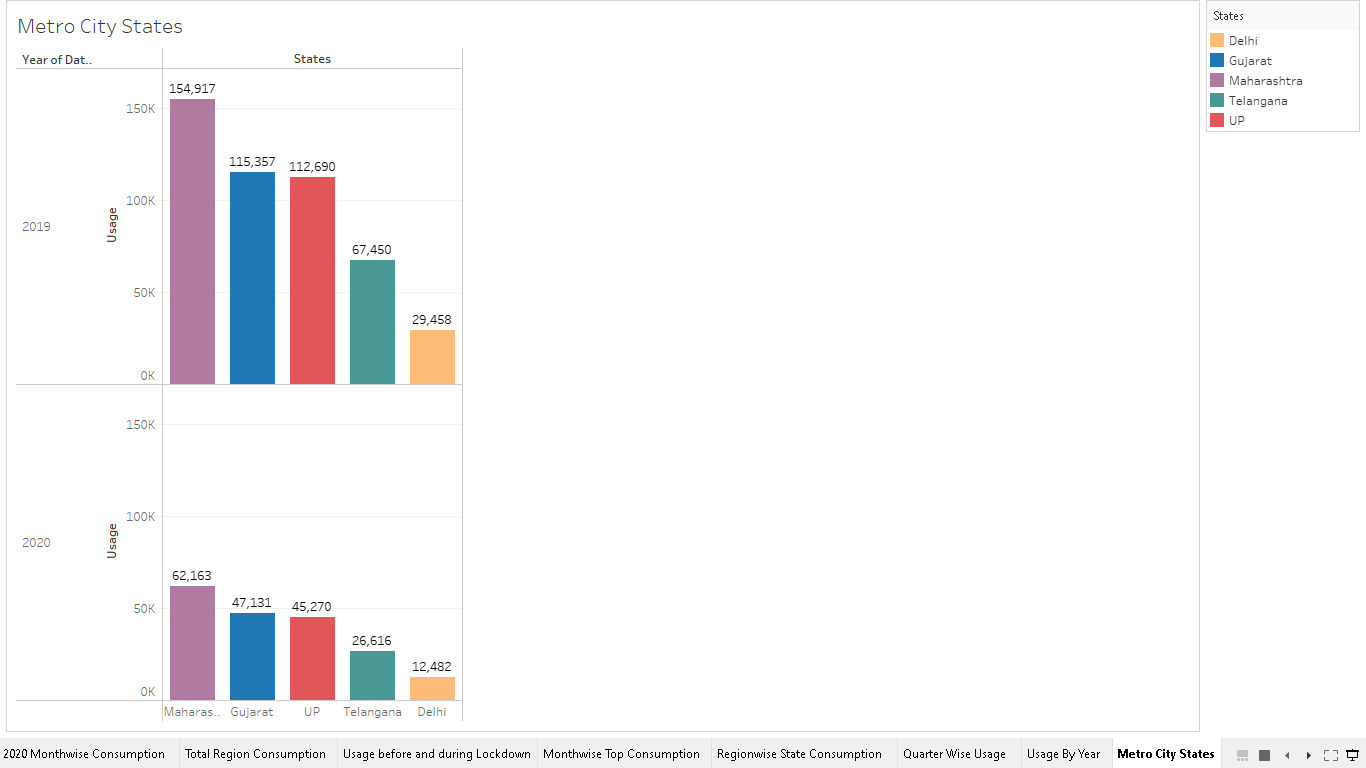 Metro City States
Year of Dat..
States
154,917
115,357
112,690
67,450
29,458
150K
100K
50K
0K
Usage
2019
62,163
47,131
45,270
26,616
12,482
150K
100K
50K
0K
Usage
2020
Maharas.. Gujarat UP Telangana Delhi
States
Delhi
Gujarat
Maharashtra
Telangana
UP
2020 Monthwise Consumption Total Region Consumption Usage before and during Lockdown Monthwise Top Consumption Regionwise State Consumption Quarter Wise Usage Usage By Year Metro City States